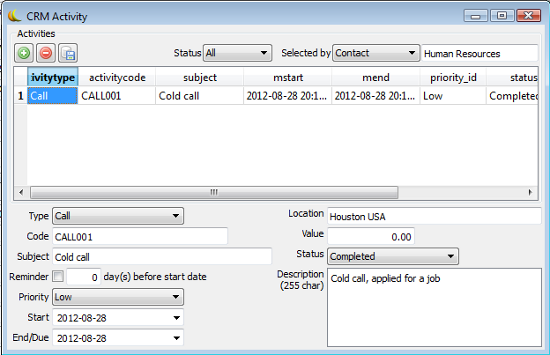 CRM Activity
Activities
Status All Selected by Contact Human Resources
ivitytype activitycode subject mstart mend priority_id status
1 Call CALL001 Cold call 2012-08-28 20:1... 2012-08-28 20:1... Low Completed
Type Call Location Houston USA
Code CALL001 Value 0.00
Subject Cold call Status Completed
Reminder 0 day(s) before start date Description (255 char) Cold call, applied for a job
Priority Low
Start 2012-08-28
End/Due 2012-08-28